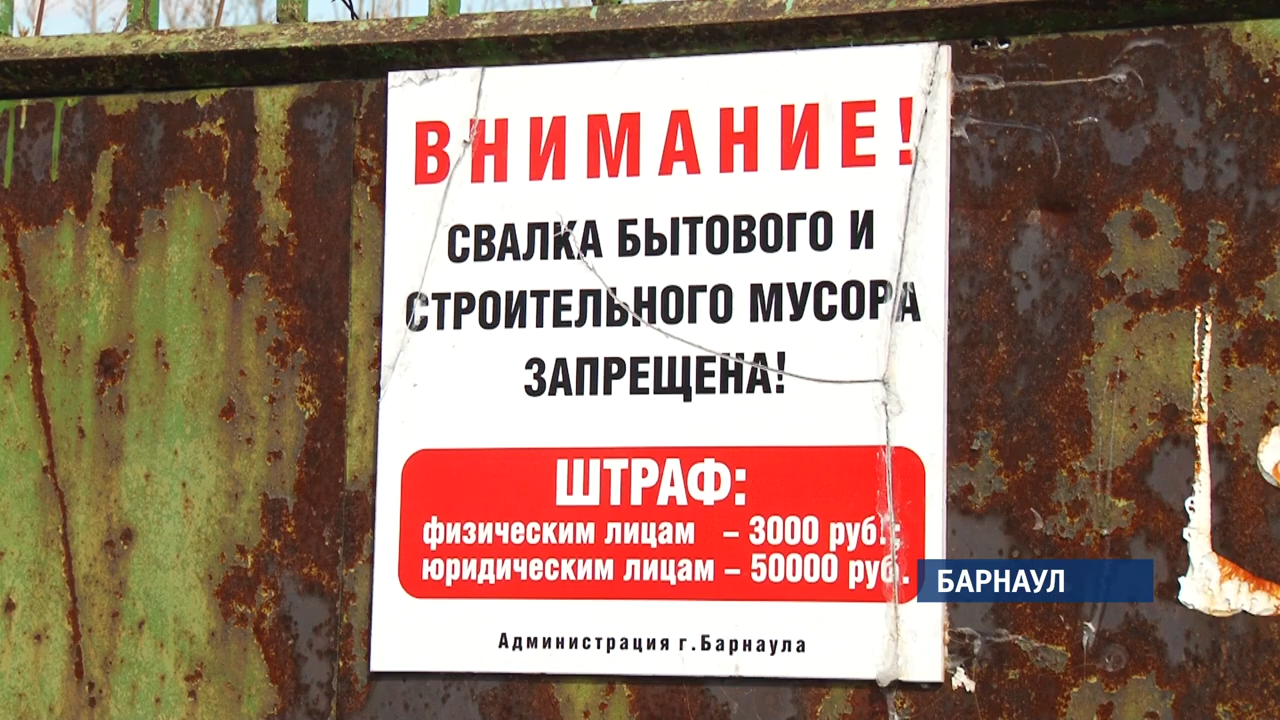 ВНИМАНИЕ!
СВАЛКА БЫТОВОГО И
СТРОИТЕЛЬНОГО МУСОРА
ЗАПРЕЩЕНА!
ШТРАФ:
физическим лицам – 3000 руб.;
юридическим лицам – 50000 руб.
БАРНАУЛ
Администрация г. Барнаула